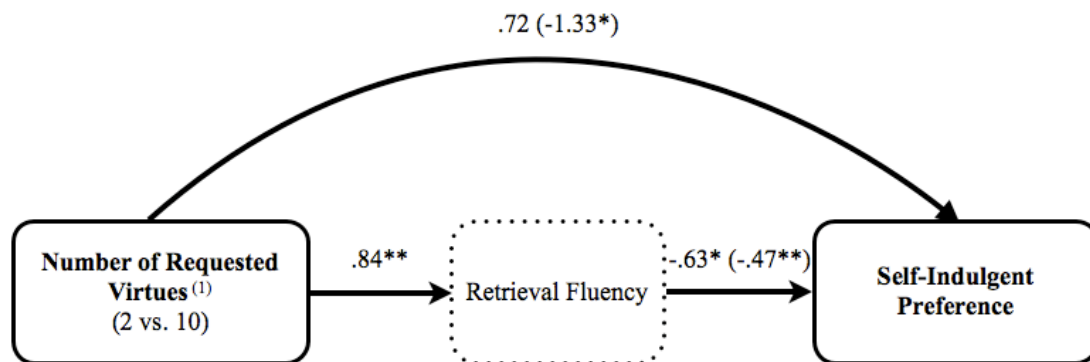 .72 (-1.33*)
Number of Requested
Virtues (1)
(2 vs. 10)
.84**
Retrieval Fluency
-.63* (-.47**)
Self-Indulgent
Preference